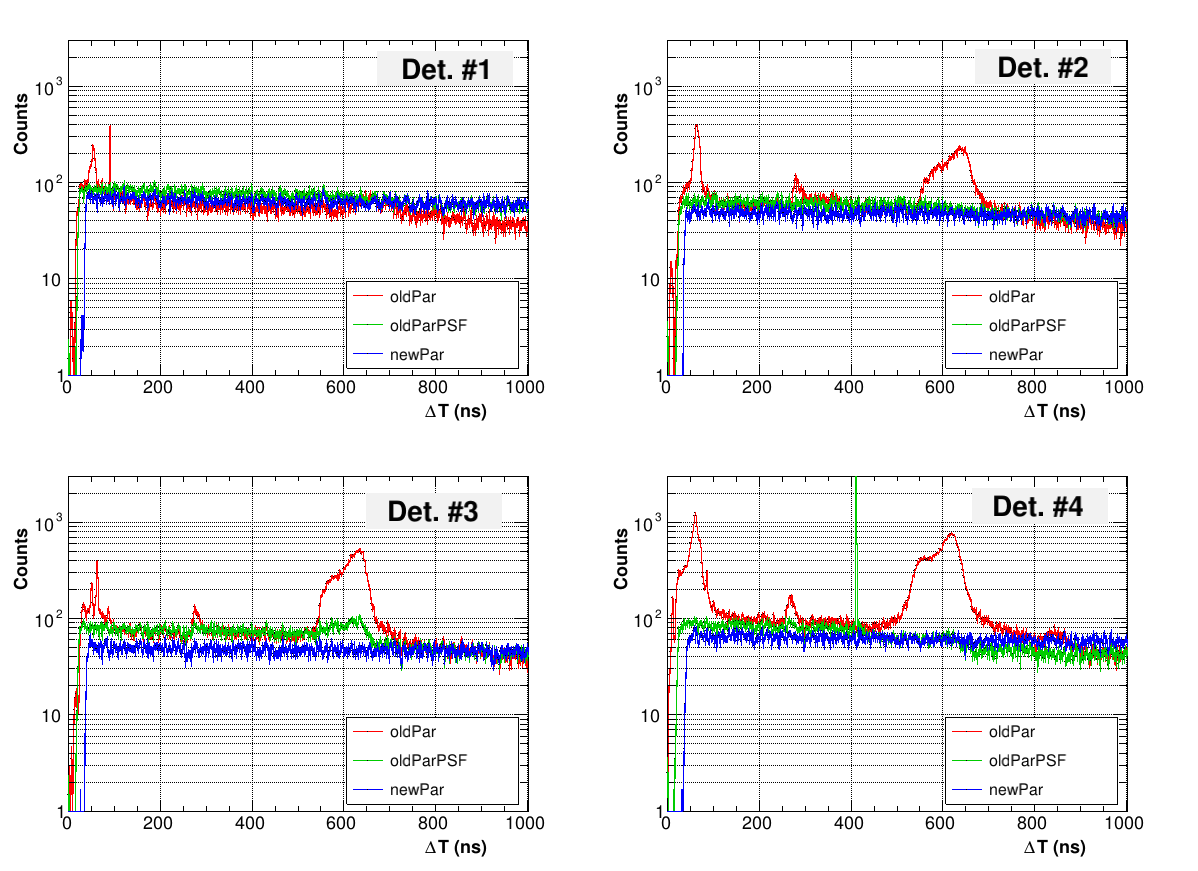 Det. #1
Counts
10³
10²
10
1
0 200 400 600 800 1000
ΔT (ns)
oldPar
oldParPSF
newPar
Det. #2
Counts
10³
10²
10
1
0 200 400 600 800 1000
ΔT (ns)
oldPar
oldParPSF
newPar
Det. #3
Counts
10³
10²
10
1
0 200 400 600 800 1000
ΔT (ns)
oldPar
oldParPSF
newPar
Det. #4
Counts
10³
10²
10
1
0 200 400 600 800 1000
ΔT (ns)
oldPar
oldParPSF
newPar